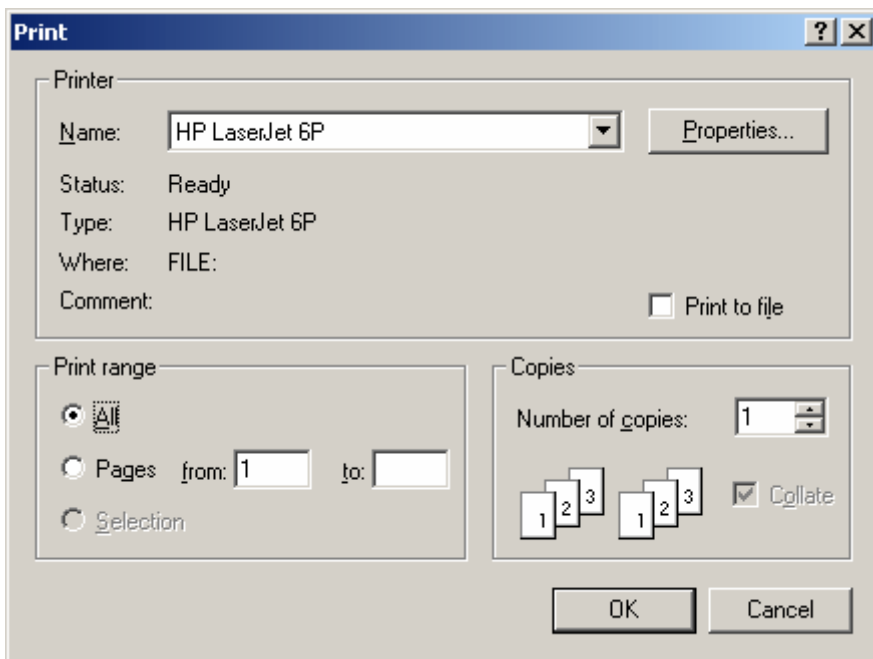 Print
Printer
Name: HP LaserJet 6P Properties...
Status: Ready
Type: HP LaserJet 6P
Where: FILE:
Comment: Print to file
Print range
All
Pages from: 1 to:
Selection
Copies
Number of copies: 1
1 2 3 1 2 3 Collate
OK Cancel